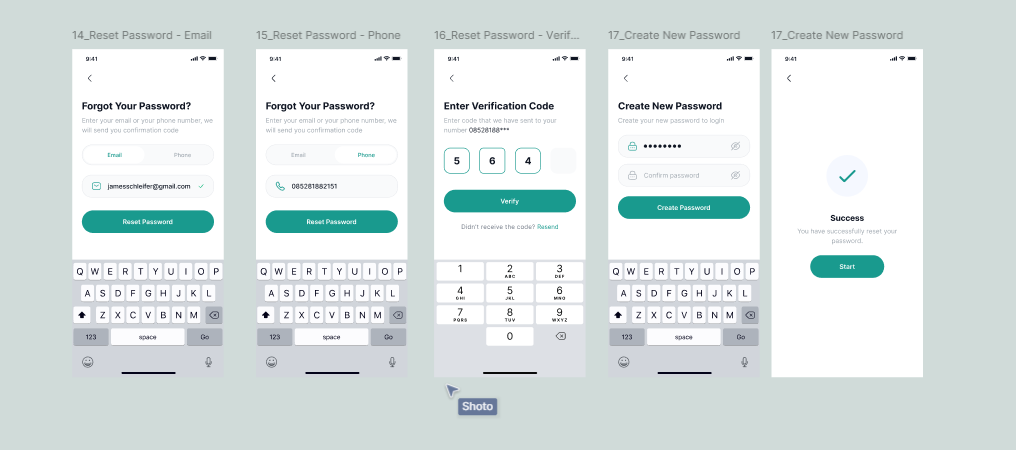 14_Reset Password - Email
9:41
Forgot Your Password?
Enter your email or your phone number, we
will send you confirmation code
Email Phone
jamesschleifer@gmail.com
Reset Password
Q W E R T Y U I O P
A S D F G H J K L
Z X C V B N M
123 space Go
15_Reset Password - Phone
9:41
Forgot Your Password?
Enter your email or your phone number, we
will send you confirmation code
Email Phone
085281882151
Reset Password
Q W E R T Y U I O P
A S D F G H J K L
Z X C V B N M
123 space Go
16_Reset Password - Verif...
9:41
Enter Verification Code
Enter code that we have sent to your
number 08528188***
5 6 4
Verify
Didn't receive the code? Resend
1 2 3
ABC DEF
4 5 6
GHI JKL MNO
7 8 9
PQRS TUV WXYZ
0
17_Create New Password
9:41
Create New Password
Create your new password to login
Confirm password
Create Password
Q W E R T Y U I O P
A S D F G H J K L
Z X C V B N M
123 space Go
17_Create New Password
9:41
Success
You have successfully reset your
password.
Start
Shoto